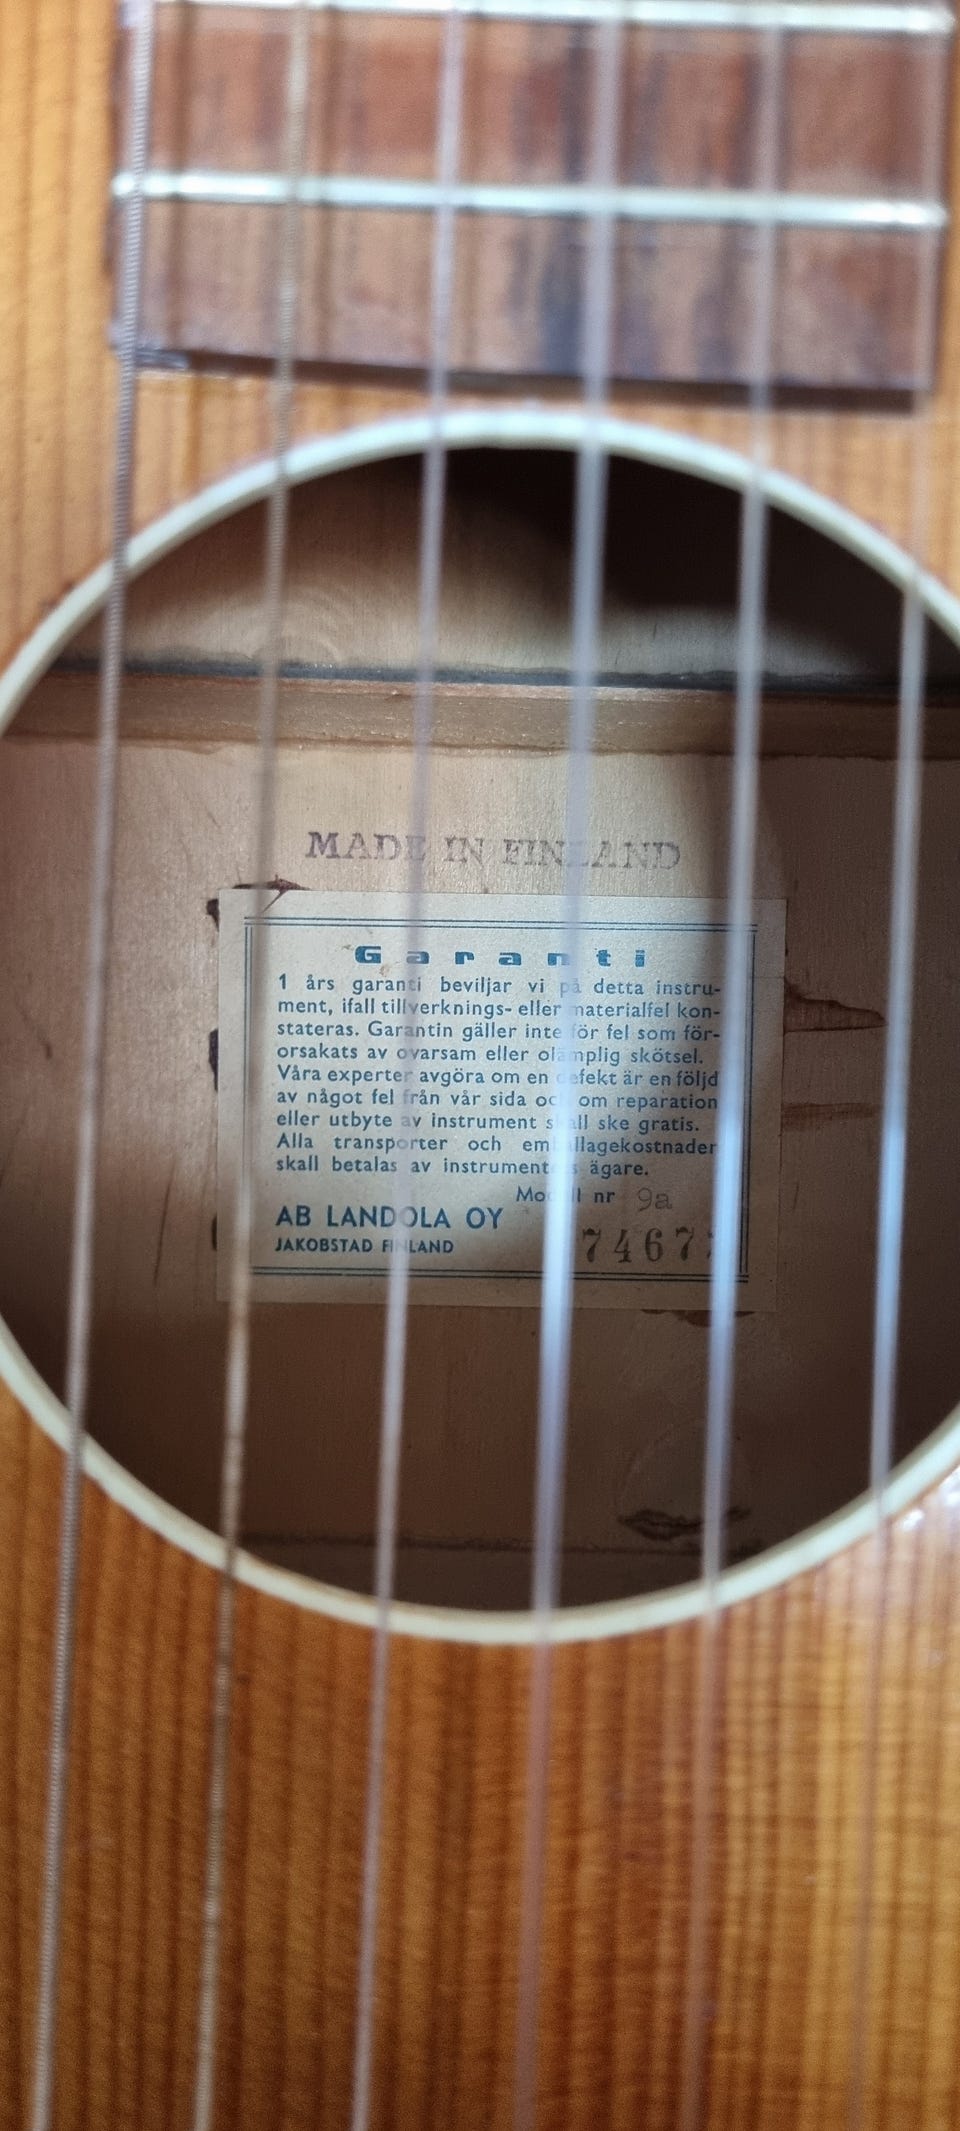 MADE IN FINLAND
Garanti
1 års garanti beviljar vi på detta instru-
ment, ifall tillverknings- eller materialfel kon-
stateras. Garantin gäller inte för fel som för-
orsakats av ovarsam eller olämplig skötsel.
Våra experter avgöra om en defekt är en följd
av något fel från vår sida och om reparation
eller utbyte av instrument skall ske gratis.
Alla transporter och emballagekostnader
skall betalas av instrumentets ägare.
Modell nr 9a
AB LANDOLA OY
JAKOBSTAD FINLAND